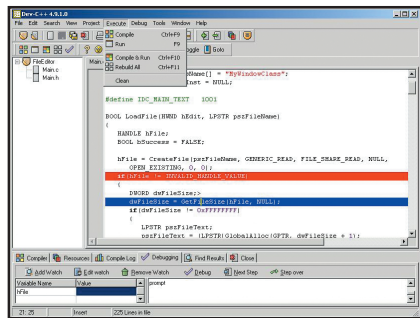 Dev-C++ 4.9.1.0
File Edit Search View Project Execute Debug Tools Window Help
Compile Ctrl+F9
Run F9
Compile & Run Ctrl+F10
Rebuild All Ctrl+F11
Clean
oggle Goto
FileEditor
Main.c
Main.h
Main
Name[] = "MyWindowClass";
Inst = NULL;
#define IDC_MAIN_TEXT 1001
BOOL LoadFile(HWND hEdit, LPSTR pszFileName)
{
HANDLE hFile;
BOOL bSuccess = FALSE;
hFile = CreateFile(pszFileName, GENERIC_READ, FILE_SHARE_READ, NULL,
OPEN_EXISTING, 0, 0);
if(hFile != INVALID_HANDLE_VALUE)
{
DWORD dwFileSize;
dwFileSize = GetFileSize(hFile, NULL);
if(dwFileSize != 0xFFFFFFFF)
{
LPSTR pszFileText;
pszFileText = (LPSTR)GlobalAlloc(GPTR, dwFileSize + 1);
Compiler Resources Compile Log Debugging Find Results Close
Add Watch Edit watch Remove Watch Debug Next Step Step over
Variable Name Value prompt
hFile
21: 25 Insert 225 Lines in file